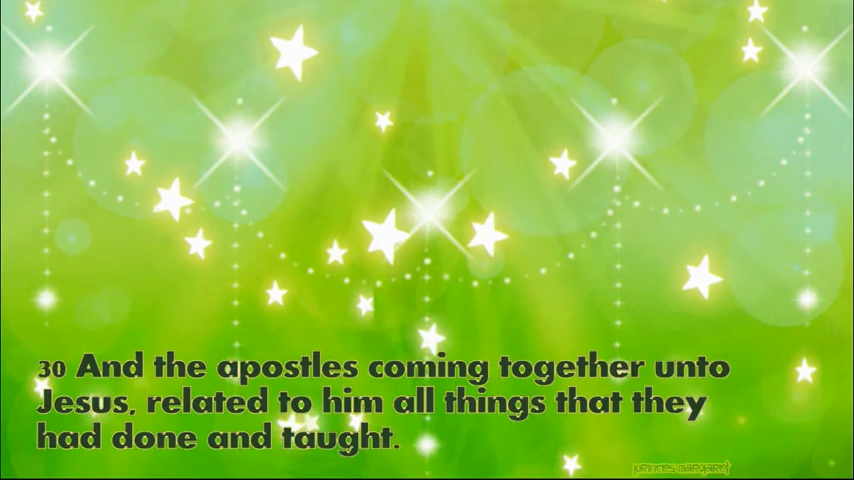 30 And the apostles coming together unto
Jesus, related to him all things that they
had done and taught.